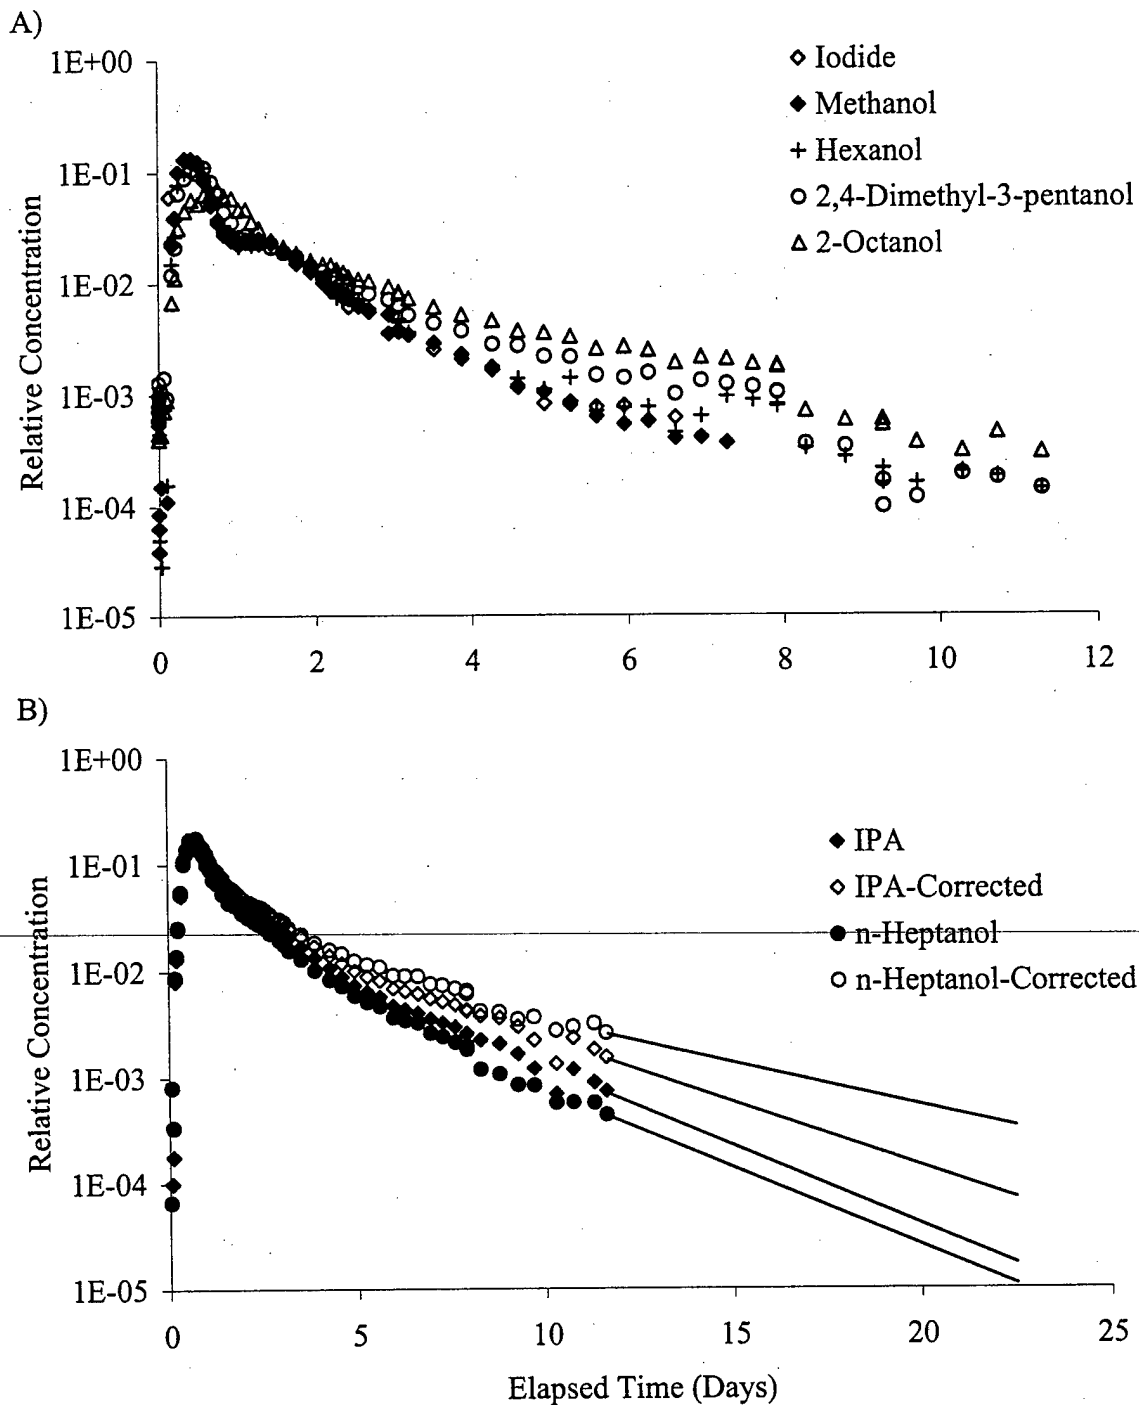 A)
1E+00
1E-01
1E-02
1E-03
1E-04
1E-05
Relative Concentration
Iodide
Methanol
Hexanol
2,4-Dimethyl-3-pentanol
2-Octanol
0 2 4 6 8 10 12
B)
1E+00
1E-01
1E-02
1E-03
1E-04
1E-05
Relative Concentration
IPA
IPA-Corrected
n-Heptanol
n-Heptanol-Corrected
0 5 10 15 20 25
Elapsed Time (Days)